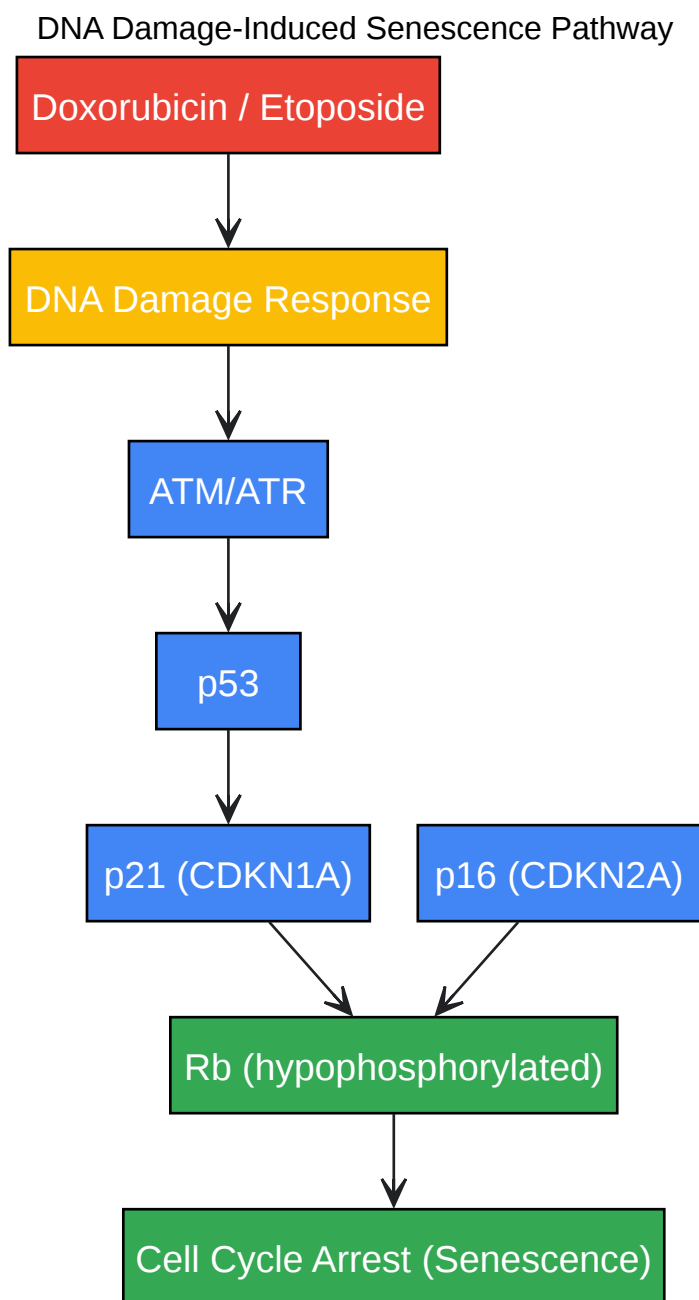 DNA Damage-Induced Senescence Pathway
Doxorubicin / Etoposide
DNA Damage Response
ATM/ATR
p53
p21 (CDKN1A)
p16 (CDKN2A)
Rb (hypophosphorylated)
Cell Cycle Arrest (Senescence)